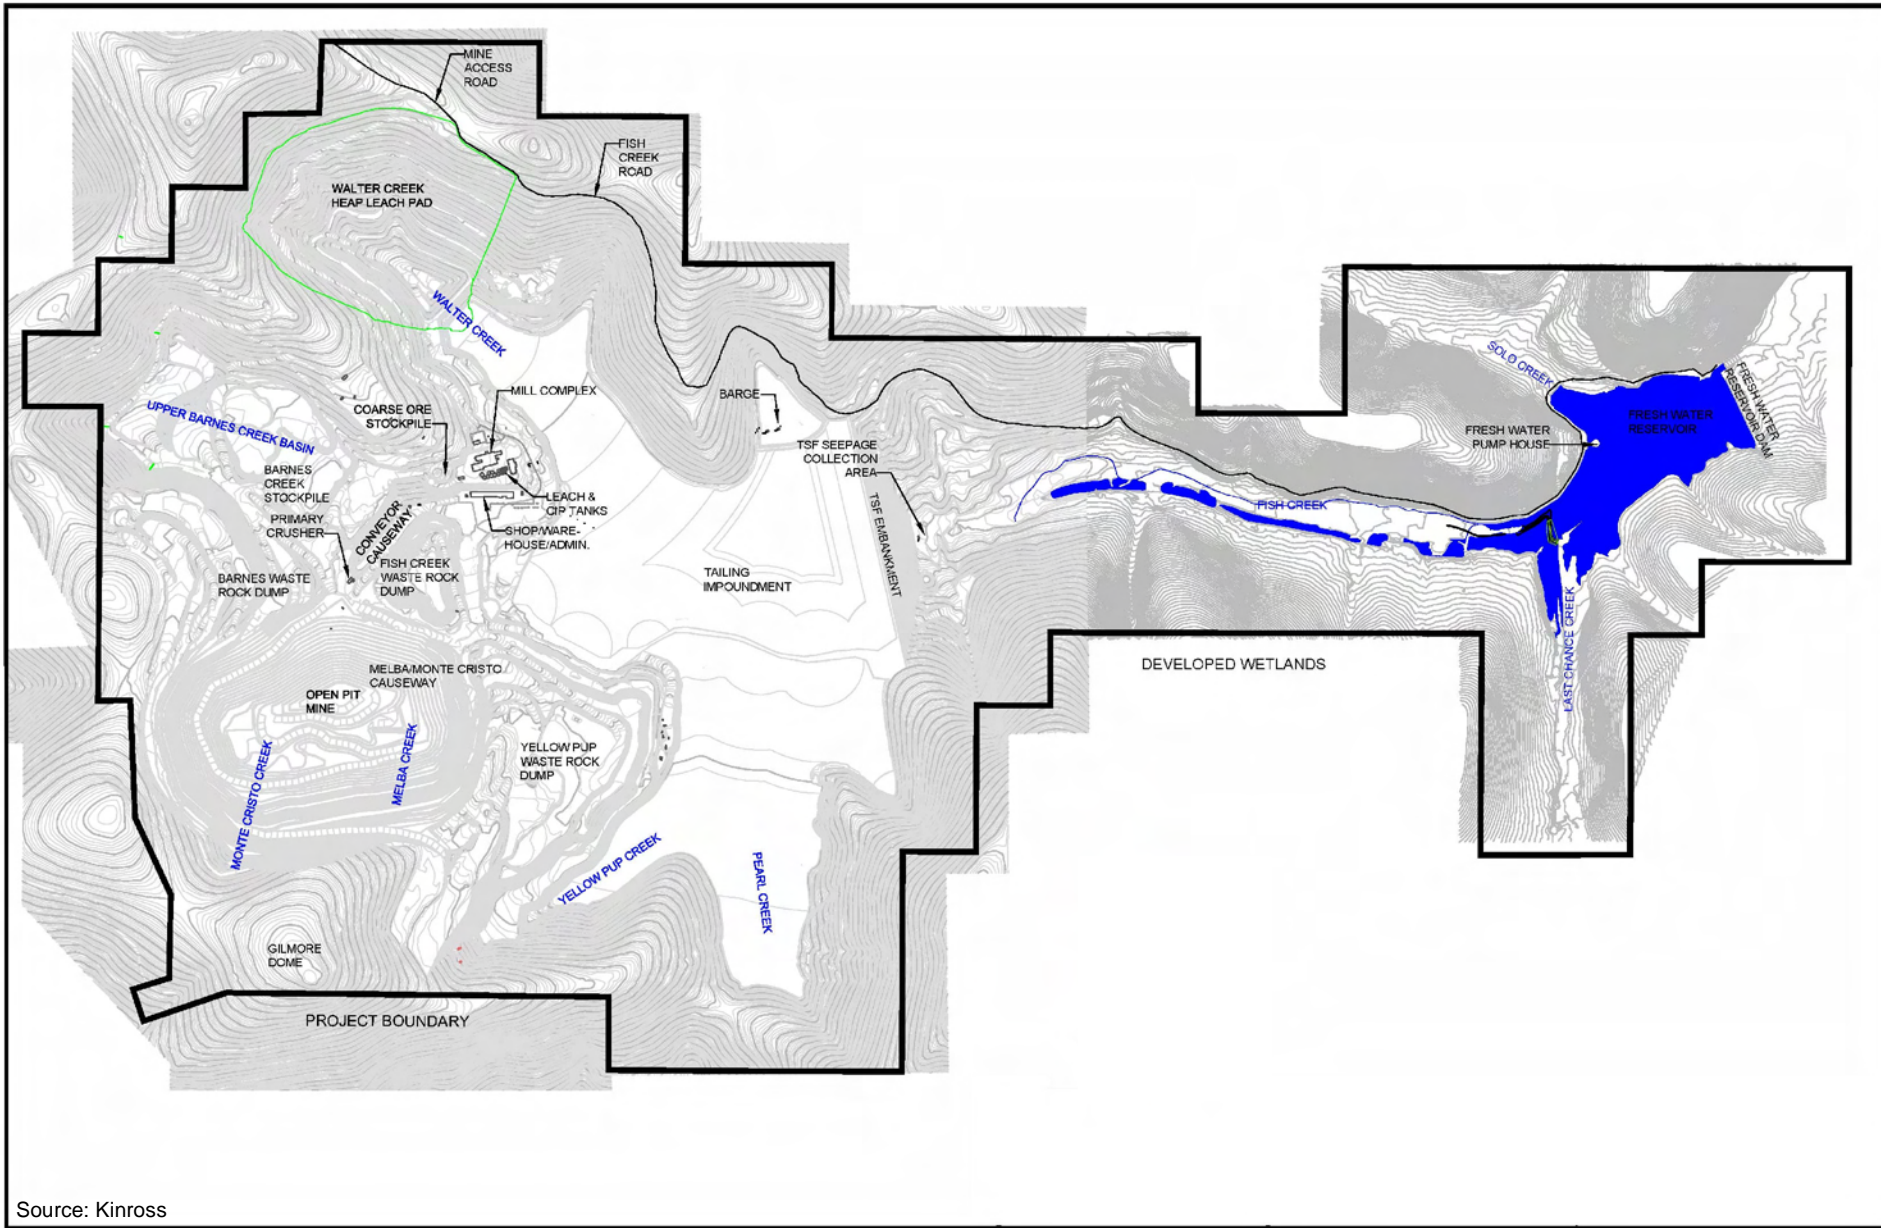 MINE
ACCESS
ROAD
FISH
CREEK
ROAD
WALTER CREEK
HEAP LEACH PAD
WALTER CREEK
MILL COMPLEX
COARSE ORE
STOCKPILE
UPPER BARNES CREEK BASIN
BARNES
CREEK
STOCKPILE
PRIMARY
CRUSHER
CONVEYOR
CAUSEWAY
LEACH &
CIP TANKS
SHOP/WARE-
HOUSE/ADMIN.
BARNES WASTE
ROCK DUMP
FISH CREEK
WASTE ROCK
DUMP
BARGE
TSF SEEPAGE
COLLECTION
AREA
TSF EMBANKMENT
TAILING
IMPOUNDMENT
MELBA/MONTE CRISTO
CAUSEWAY
OPEN PIT
MINE
MONTE CRISTO CREEK
MELBA CREEK
YELLOW PUP
WASTE ROCK
DUMP
YELLOW PUP CREEK
PEARL CREEK
GILMORE
DOME
PROJECT BOUNDARY
SOLO CREEK
FRESH WATER
RESERVOIR
FRESH WATER
RESERVOIR DAM
FRESH WATER
PUMP HOUSE
FISH CREEK
DEVELOPED WETLANDS
LAST CHANCE CREEK
Source: Kinross